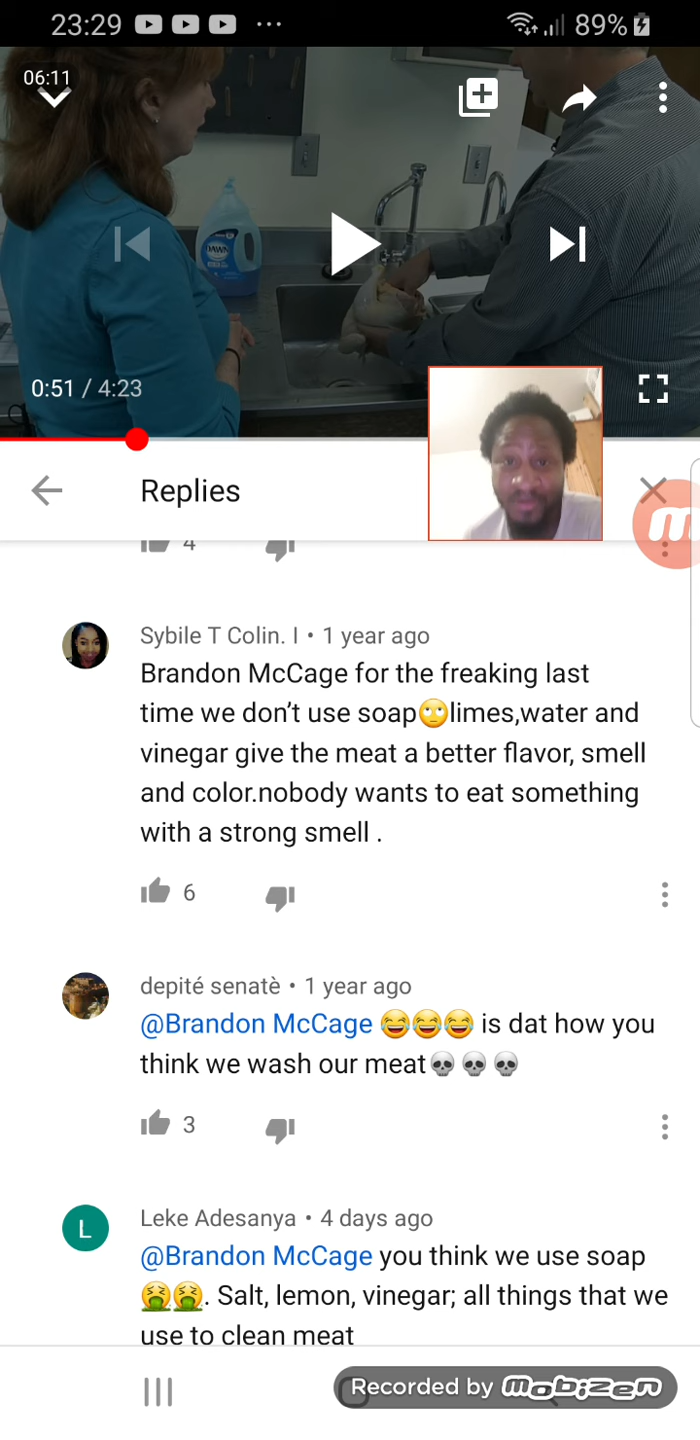 23:29 ... 89%
06:11
DAWN
0:51 / 4:23
Replies
m
4
Sybile T Colin. I • 1 year ago
Brandon McCage for the freaking last
time we don’t use soap🙄limes,water and
vinegar give the meat a better flavor, smell
and color.nobody wants to eat something
with a strong smell .
6
depité senatè • 1 year ago
@Brandon McCage 😂😂😂 is dat how you
think we wash our meat💀💀💀
3
L
Leke Adesanya • 4 days ago
@Brandon McCage you think we use soap
🤮🤮. Salt, lemon, vinegar; all things that we
use to clean meat
Recorded by mobizen